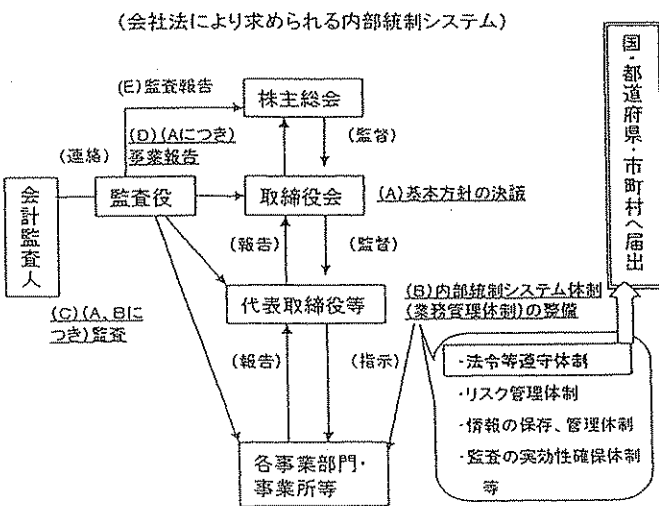 (会社法により求められる内部統制システム)
国・都道府県・市町村へ届出
(E)監査報告
株主総会
(D)(Aにつき)
事業報告
(監督)
(連絡)
会計監査人
監査役
取締役会
(A)基本方針の決議
(報告)
(監督)
代表取締役等
(B)内部統制システム体制
(業務管理体制)の整備
(C)(A、Bに
つき)監査
(報告)
(指示)
・法令等遵守体制
・リスク管理体制
・情報の保存、管理体制
・監査の実効性確保体制
等
各事業部門・
事業所等